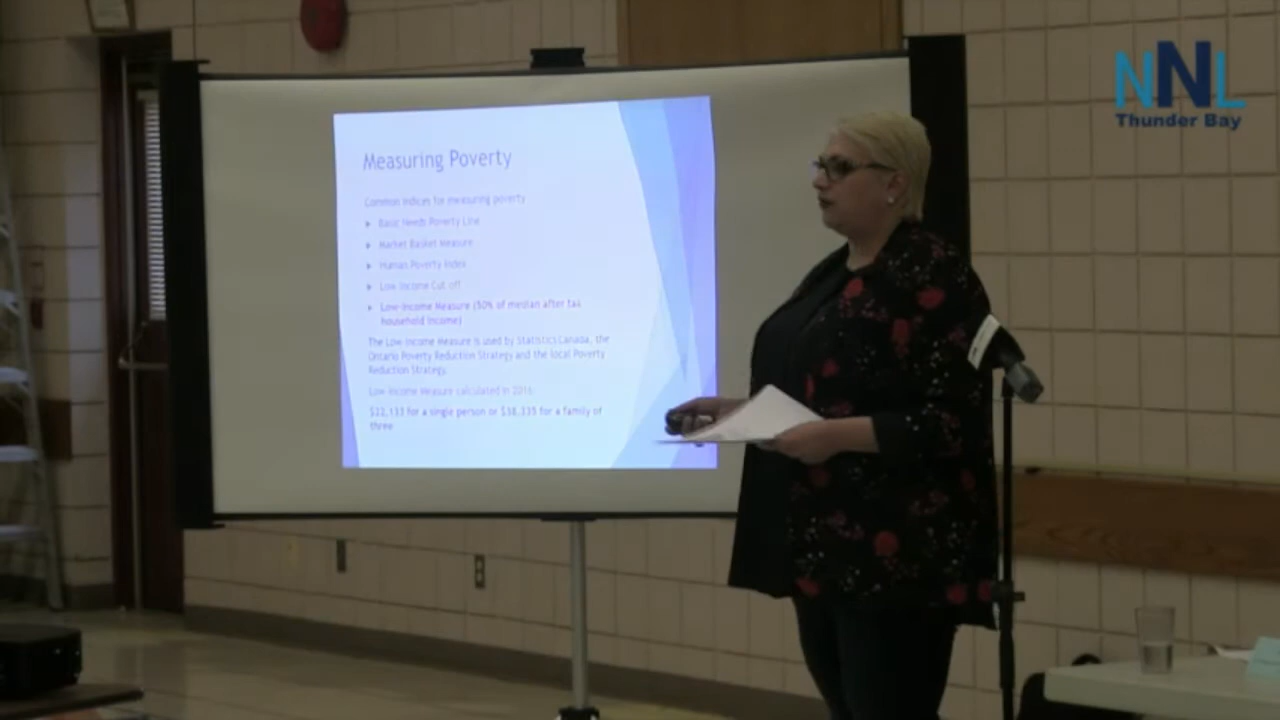 NNL
Thunder Bay
Measuring Poverty
Common indices for measuring poverty
Basic Needs Poverty Line
Market Basket Measure
Human Poverty Index
Low Income Cut off
Low-Income Measure (50% of median after tax
household income)
The Low-Income Measure is used by Statistics Canada, the
Ontario Poverty Reduction Strategy and the local Poverty
Reduction Strategy
Low-Income Measure calculated in 2016
$22,133 for a single person or $38,335 for a family of
three